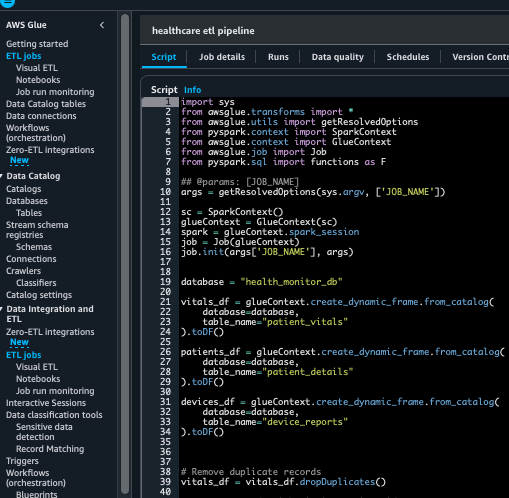 AWS Glue
Getting started
ETL jobs
Visual ETL
Notebooks
Job run monitoring
Data Catalog tables
Data connections
Workflows
(orchestration)
Zero-ETL integrations
New
Data Catalog
Catalogs
Databases
Tables
Stream schema
registries
Schemas
Connections
Crawlers
Classifiers
Catalog settings
Data Integration and
ETL
Zero-ETL integrations
New
ETL jobs
Visual ETL
Notebooks
Job run monitoring
Interactive Sessions
Data classification tools
Sensitive data
detection
Record Matching
Triggers
Workflows
(orchestration)
Blueprints
healthcare etl pipeline
Script Job details Runs Data quality Schedules Version Contr
Script Info
1 import sys
2 from awsglue.transforms import *
3 from awsglue.utils import getResolvedOptions
4 from pyspark.context import SparkContext
5 from awsglue.context import GlueContext
6 from awsglue.job import Job
7 from pyspark.sql import functions as F
8
9 ## @params: [JOB_NAME]
10 args = getResolvedOptions(sys.argv, ['JOB_NAME'])
11
12 sc = SparkContext()
13 glueContext = GlueContext(sc)
14 spark = glueContext.spark_session
15 job = Job(glueContext)
16 job.init(args['JOB_NAME'], args)
17
18
19 database = "health_monitor_db"
20
21 vitals_df = glueContext.create_dynamic_frame.from_catalog(
22 database=database,
23 table_name="patient_vitals"
24 ).toDF()
25
26 patients_df = glueContext.create_dynamic_frame.from_catalog(
27 database=database,
28 table_name="patient_details"
29 ).toDF()
30
31 devices_df = glueContext.create_dynamic_frame.from_catalog(
32 database=database,
33 table_name="device_reports"
34 ).toDF()
35
36
37
38 # Remove duplicate records
39 vitals_df = vitals_df.dropDuplicates()
40